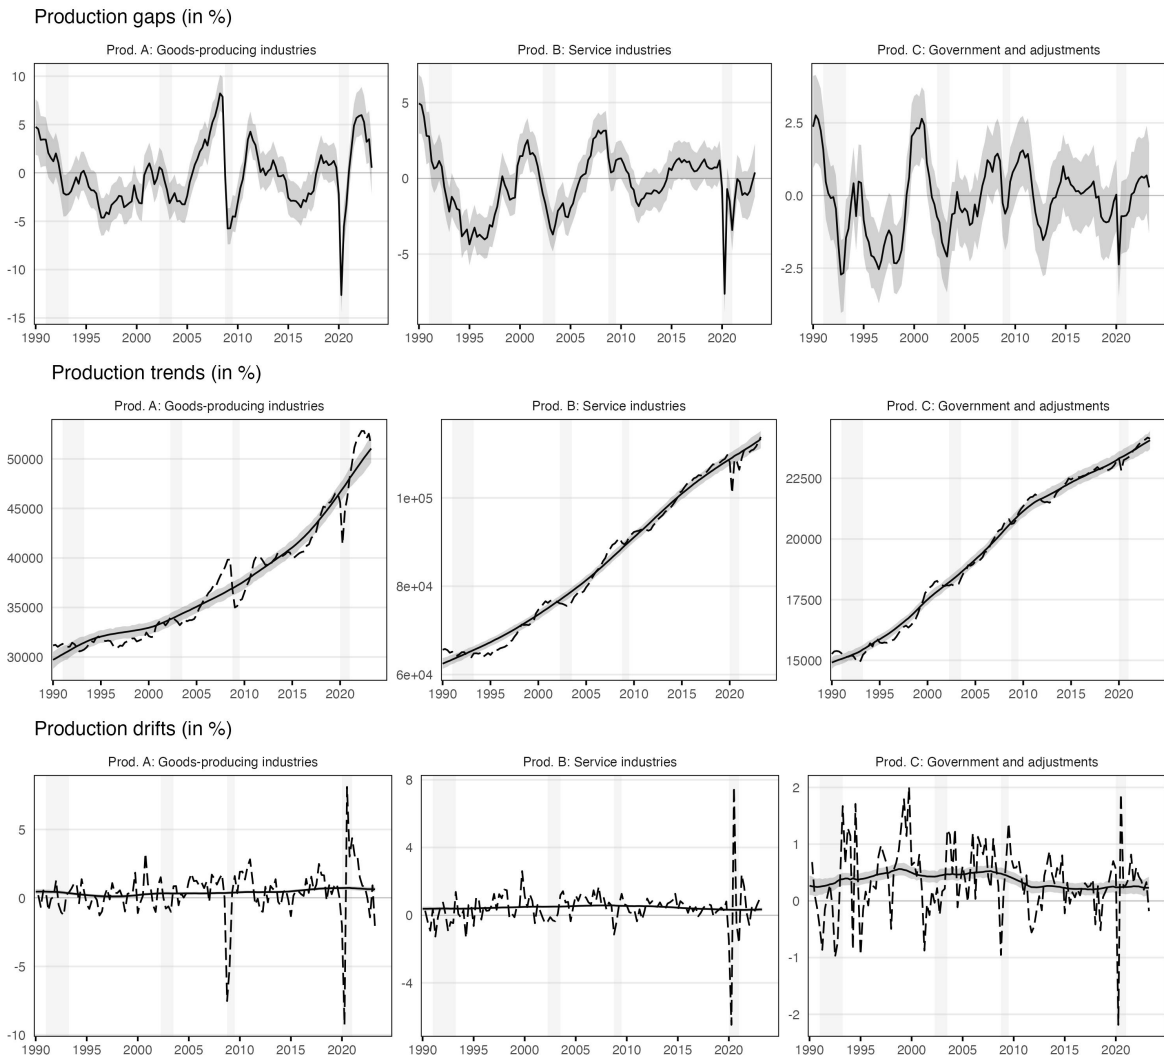 Production gaps (in %)
Prod. A: Goods-producing industries
10
5
0
-5
-10
-15
1990 1995 2000 2005 2010 2015 2020
Prod. B: Service industries
5
0
-5
1990 1995 2000 2005 2010 2015 2020
Prod. C: Government and adjustments
2.5
0.0
-2.5
1990 1995 2000 2005 2010 2015 2020
Production trends (in %)
Prod. A: Goods-producing industries
50000
45000
40000
35000
30000
1990 1995 2000 2005 2010 2015 2020
Prod. B: Service industries
1e+05
8e+04
6e+04
1990 1995 2000 2005 2010 2015 2020
Prod. C: Government and adjustments
22500
20000
17500
15000
1990 1995 2000 2005 2010 2015 2020
Production drifts (in %)
Prod. A: Goods-producing industries
5
0
-5
-10
1990 1995 2000 2005 2010 2015 2020
Prod. B: Service industries
8
4
0
-4
1990 1995 2000 2005 2010 2015 2020
Prod. C: Government and adjustments
2
1
0
-1
-2
1990 1995 2000 2005 2010 2015 2020